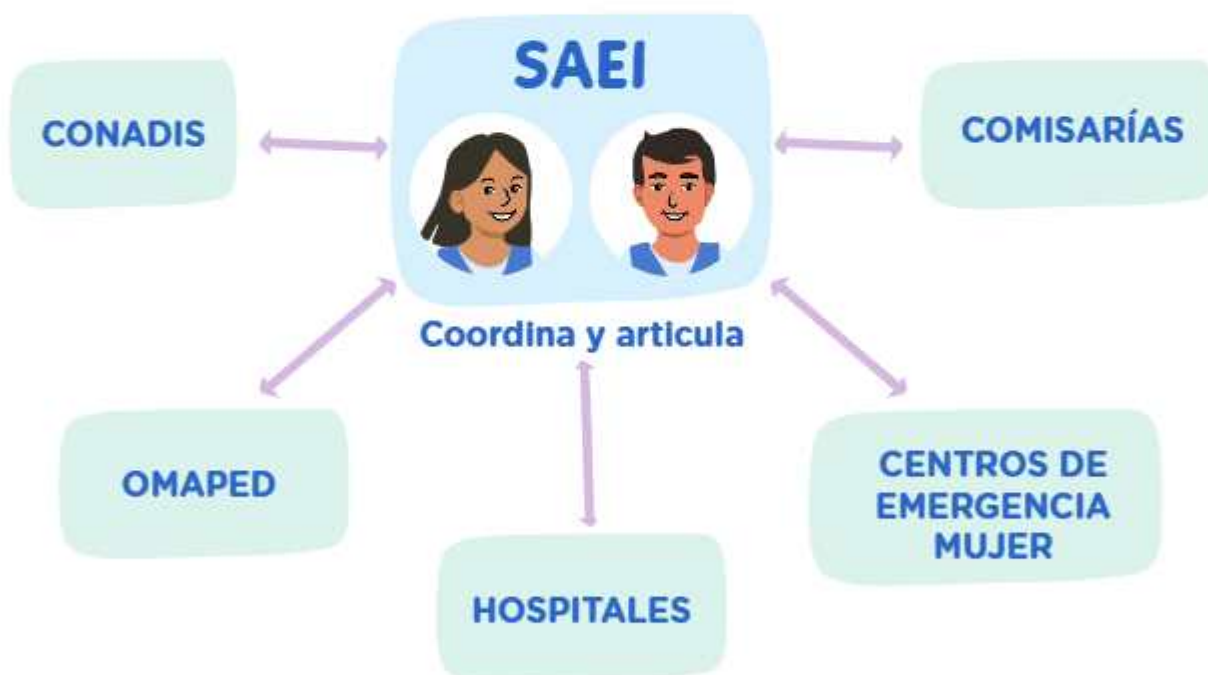 SAEI
CONADIS
COMISARÍAS
Coordina y articula
OMAPED
CENTROS DE
EMERGENCIA
MUJER
HOSPITALES